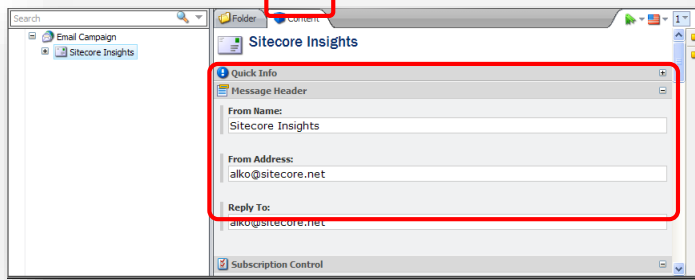 Search
Folder
Content
1
Email Campaign
Sitecore Insights
Sitecore Insights
Quick Info
Message Header
From Name:
Sitecore Insights
From Address:
alko@sitecore.net
Reply To:
alko@sitecore.net
Subscription Control